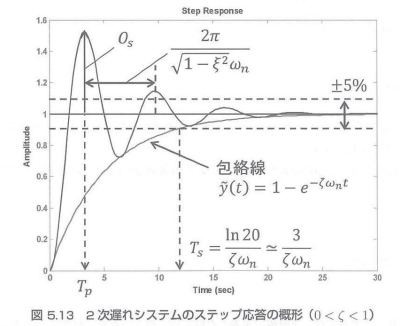 Step Response
O_s
2π / √(1−ξ²)ω_n
±5%
包絡線
ỹ(t) = 1 − e^{−ζω_n t}
T_s = ln 20 / ζω_n ≃ 3 / ζω_n
Amplitude
1.6
1.4
1.2
1
0.8
0.6
0.4
0.2
0
0 5 10 15 20 25 30
T_p
Time (sec)
図 5.13 2 次遅れシステムのステップ応答の概形（0 < ζ < 1）